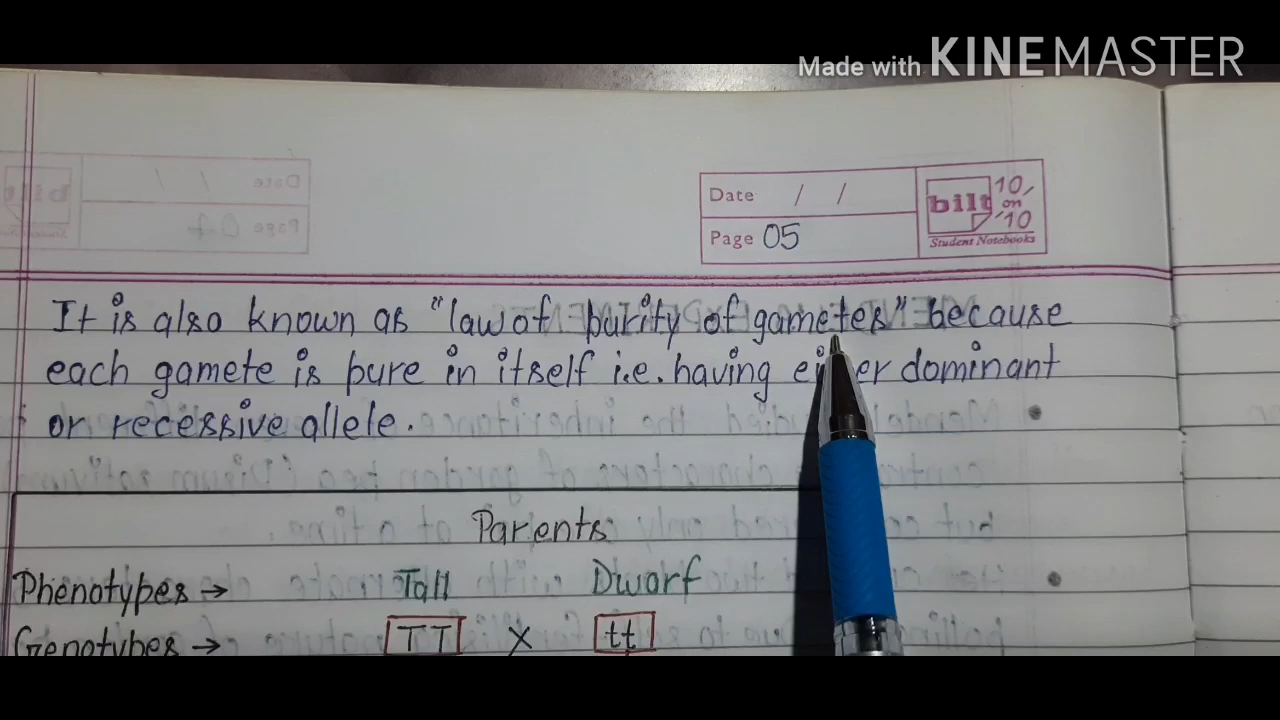 Made with KINEMASTER
Date / /
Page 05
bilt 10 on 10
Student Notebooks
It is also known as "law of purity of gametes" because
each gamete is pure in itself i.e. having either dominant
or recessive allele.
Parents
Phenotypes → Tall Dwarf
Genotypes → TT X tt